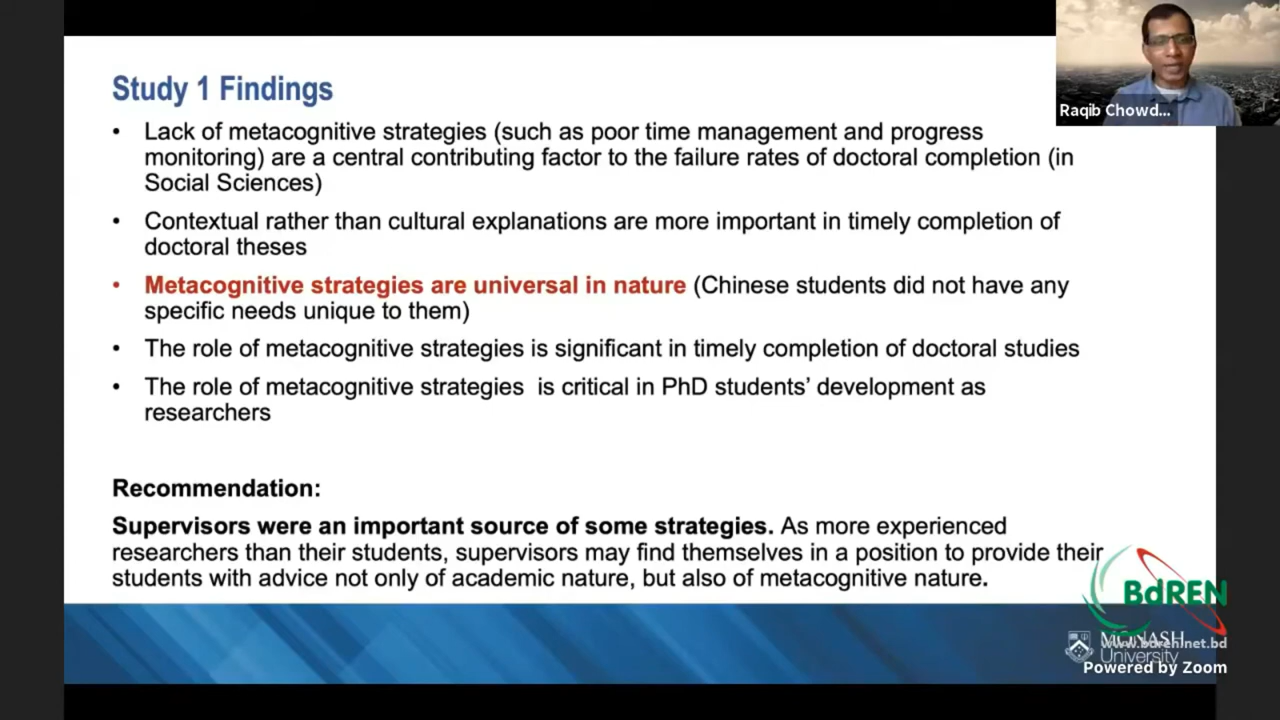 Study 1 Findings
• Lack of metacognitive strategies (such as poor time management and progress
monitoring) are a central contributing factor to the failure rates of doctoral completion (in
Social Sciences)
• Contextual rather than cultural explanations are more important in timely completion of
doctoral theses
• Metacognitive strategies are universal in nature (Chinese students did not have any
specific needs unique to them)
• The role of metacognitive strategies is significant in timely completion of doctoral studies
• The role of metacognitive strategies  is critical in PhD students’ development as
researchers
Recommendation:
Supervisors were an important source of some strategies. As more experienced
researchers than their students, supervisors may find themselves in a position to provide their
students with advice not only of academic nature, but also of metacognitive nature.
Raqib Chowd...
BdREN
MONASH
www.bdren.net.bd
University
Powered by Zoom